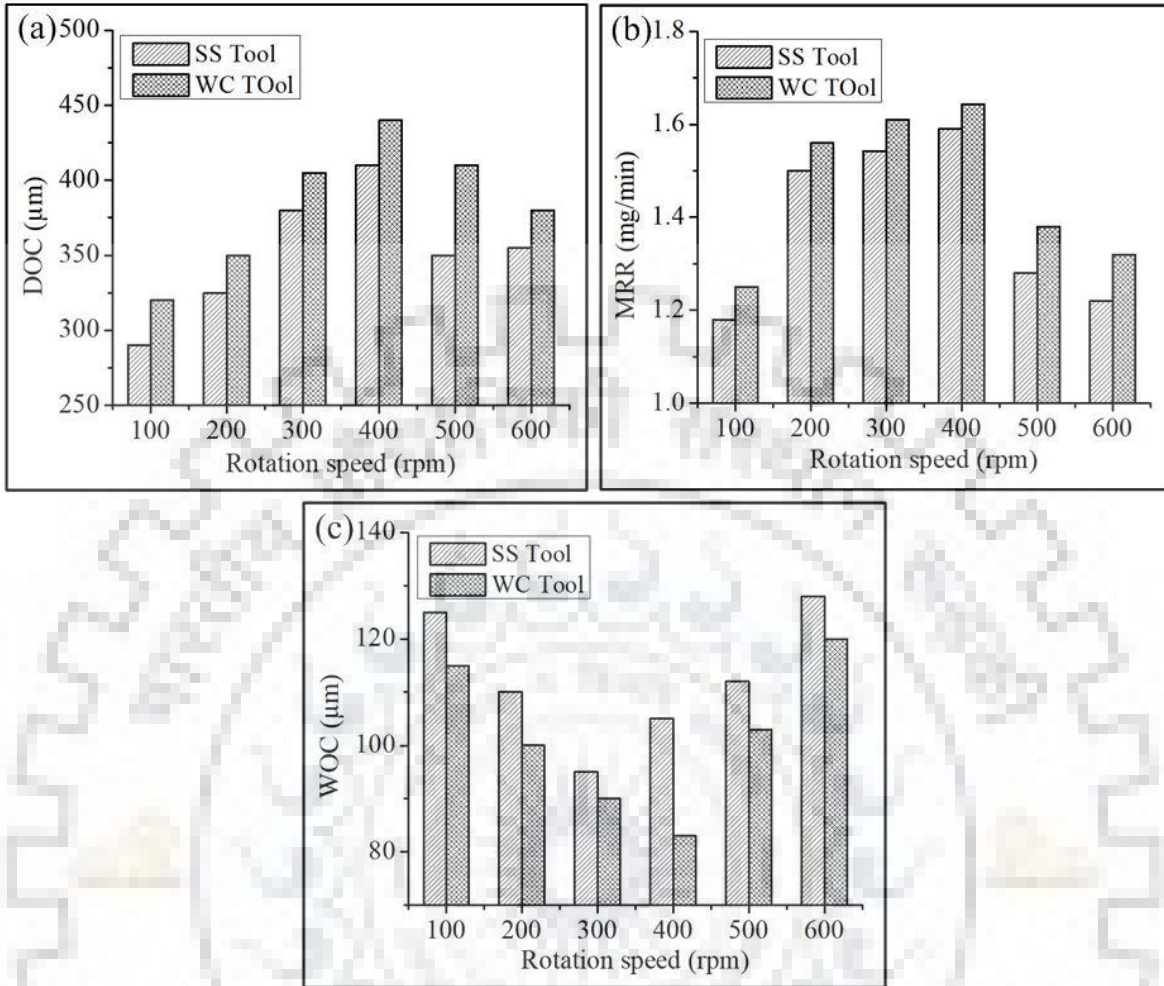 (a)
500
450
400
350
300
250
DOC (μm)
SS Tool
WC TOol
100 200 300 400 500 600
Rotation speed (rpm)
(b)
1.8
1.6
1.4
1.2
1.0
MRR (mg/min)
SS Tool
WC TOol
100 200 300 400 500 600
Rotation speed (rpm)
(c)
140
120
100
80
WOC (μm)
SS Tool
WC Tool
100 200 300 400 500 600
Rotation speed (rpm)